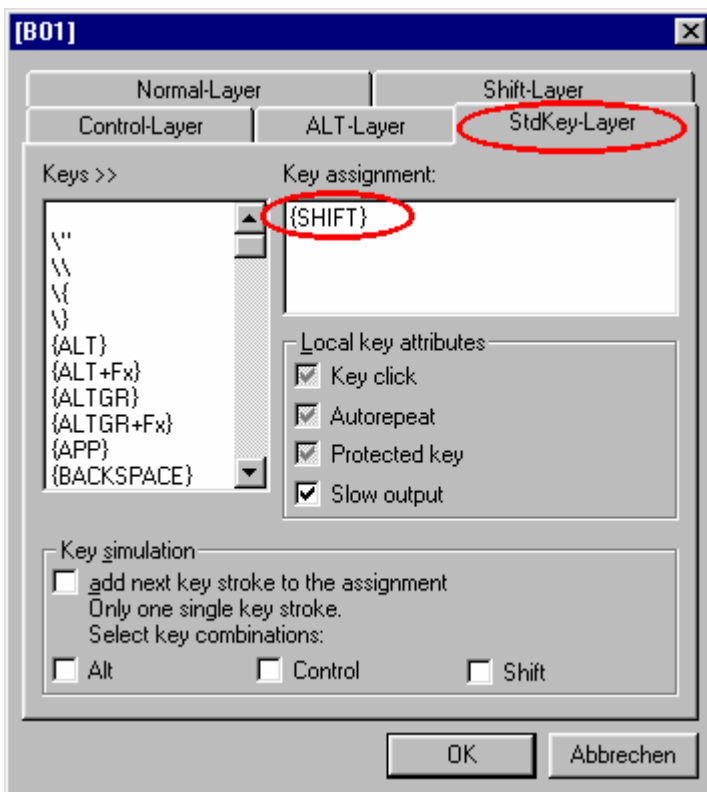 [B01]
Normal-Layer
Shift-Layer
Control-Layer
ALT-Layer
StdKey-Layer
Keys >>
\"
\\
\{
\}
{ALT}
{ALT+Fx}
{ALTGR}
{ALTGR+Fx}
{APP}
{BACKSPACE}
Key assignment:
{SHIFT}
Local key attributes
Key click
Autorepeat
Protected key
Slow output
Key simulation
add next key stroke to the assignment
Only one single key stroke.
Select key combinations:
Alt
Control
Shift
OK
Abbrechen